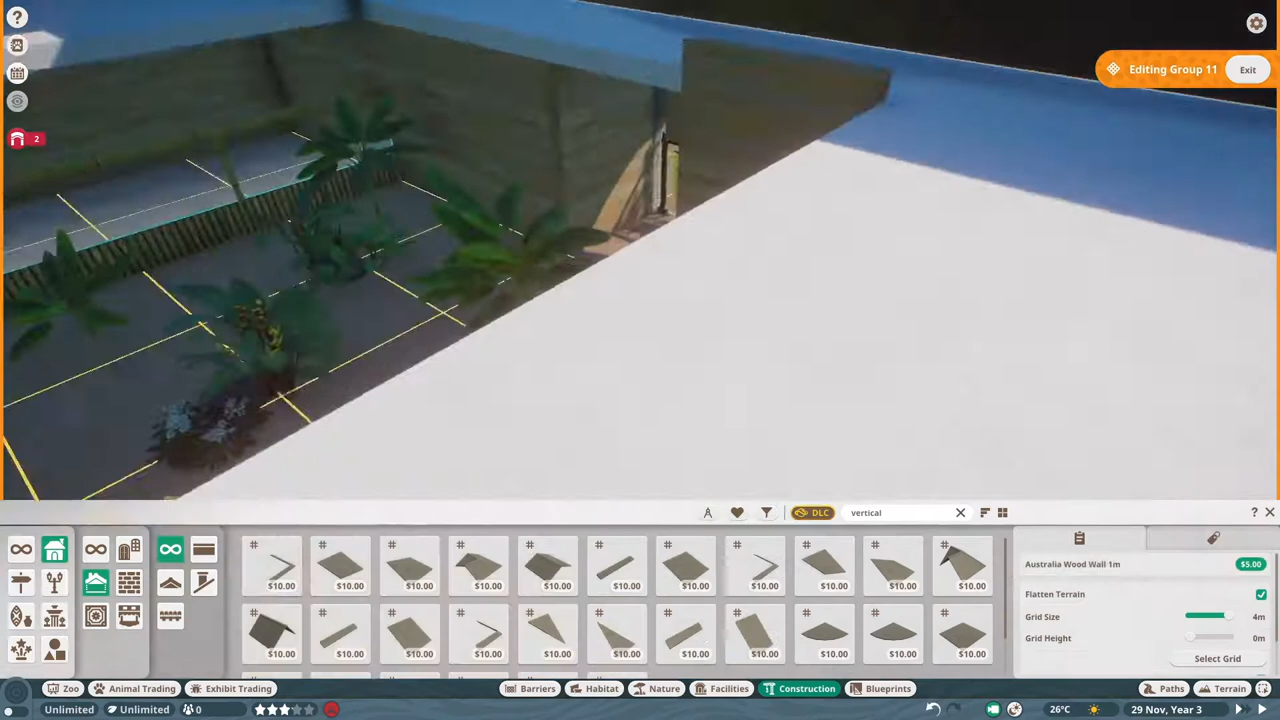 ?
Editing Group 11 Exit
2
DLC vertical
? 
$10.00 $10.00 $10.00 $10.00 $10.00 $10.00 $10.00 $10.00 $10.00 $10.00 $10.00
$10.00 $10.00 $10.00 $10.00 $10.00 $10.00 $10.00 $10.00 $10.00 $10.00 $10.00
Australia Wood Wall 1m $5.00
Flatten Terrain
Grid Size 4m
Grid Height 0m
Select Grid
Zoo Animal Trading Exhibit Trading Barriers Habitat Nature Facilities Construction Blueprints Paths Terrain
Unlimited Unlimited 0 26°C 29 Nov, Year 3